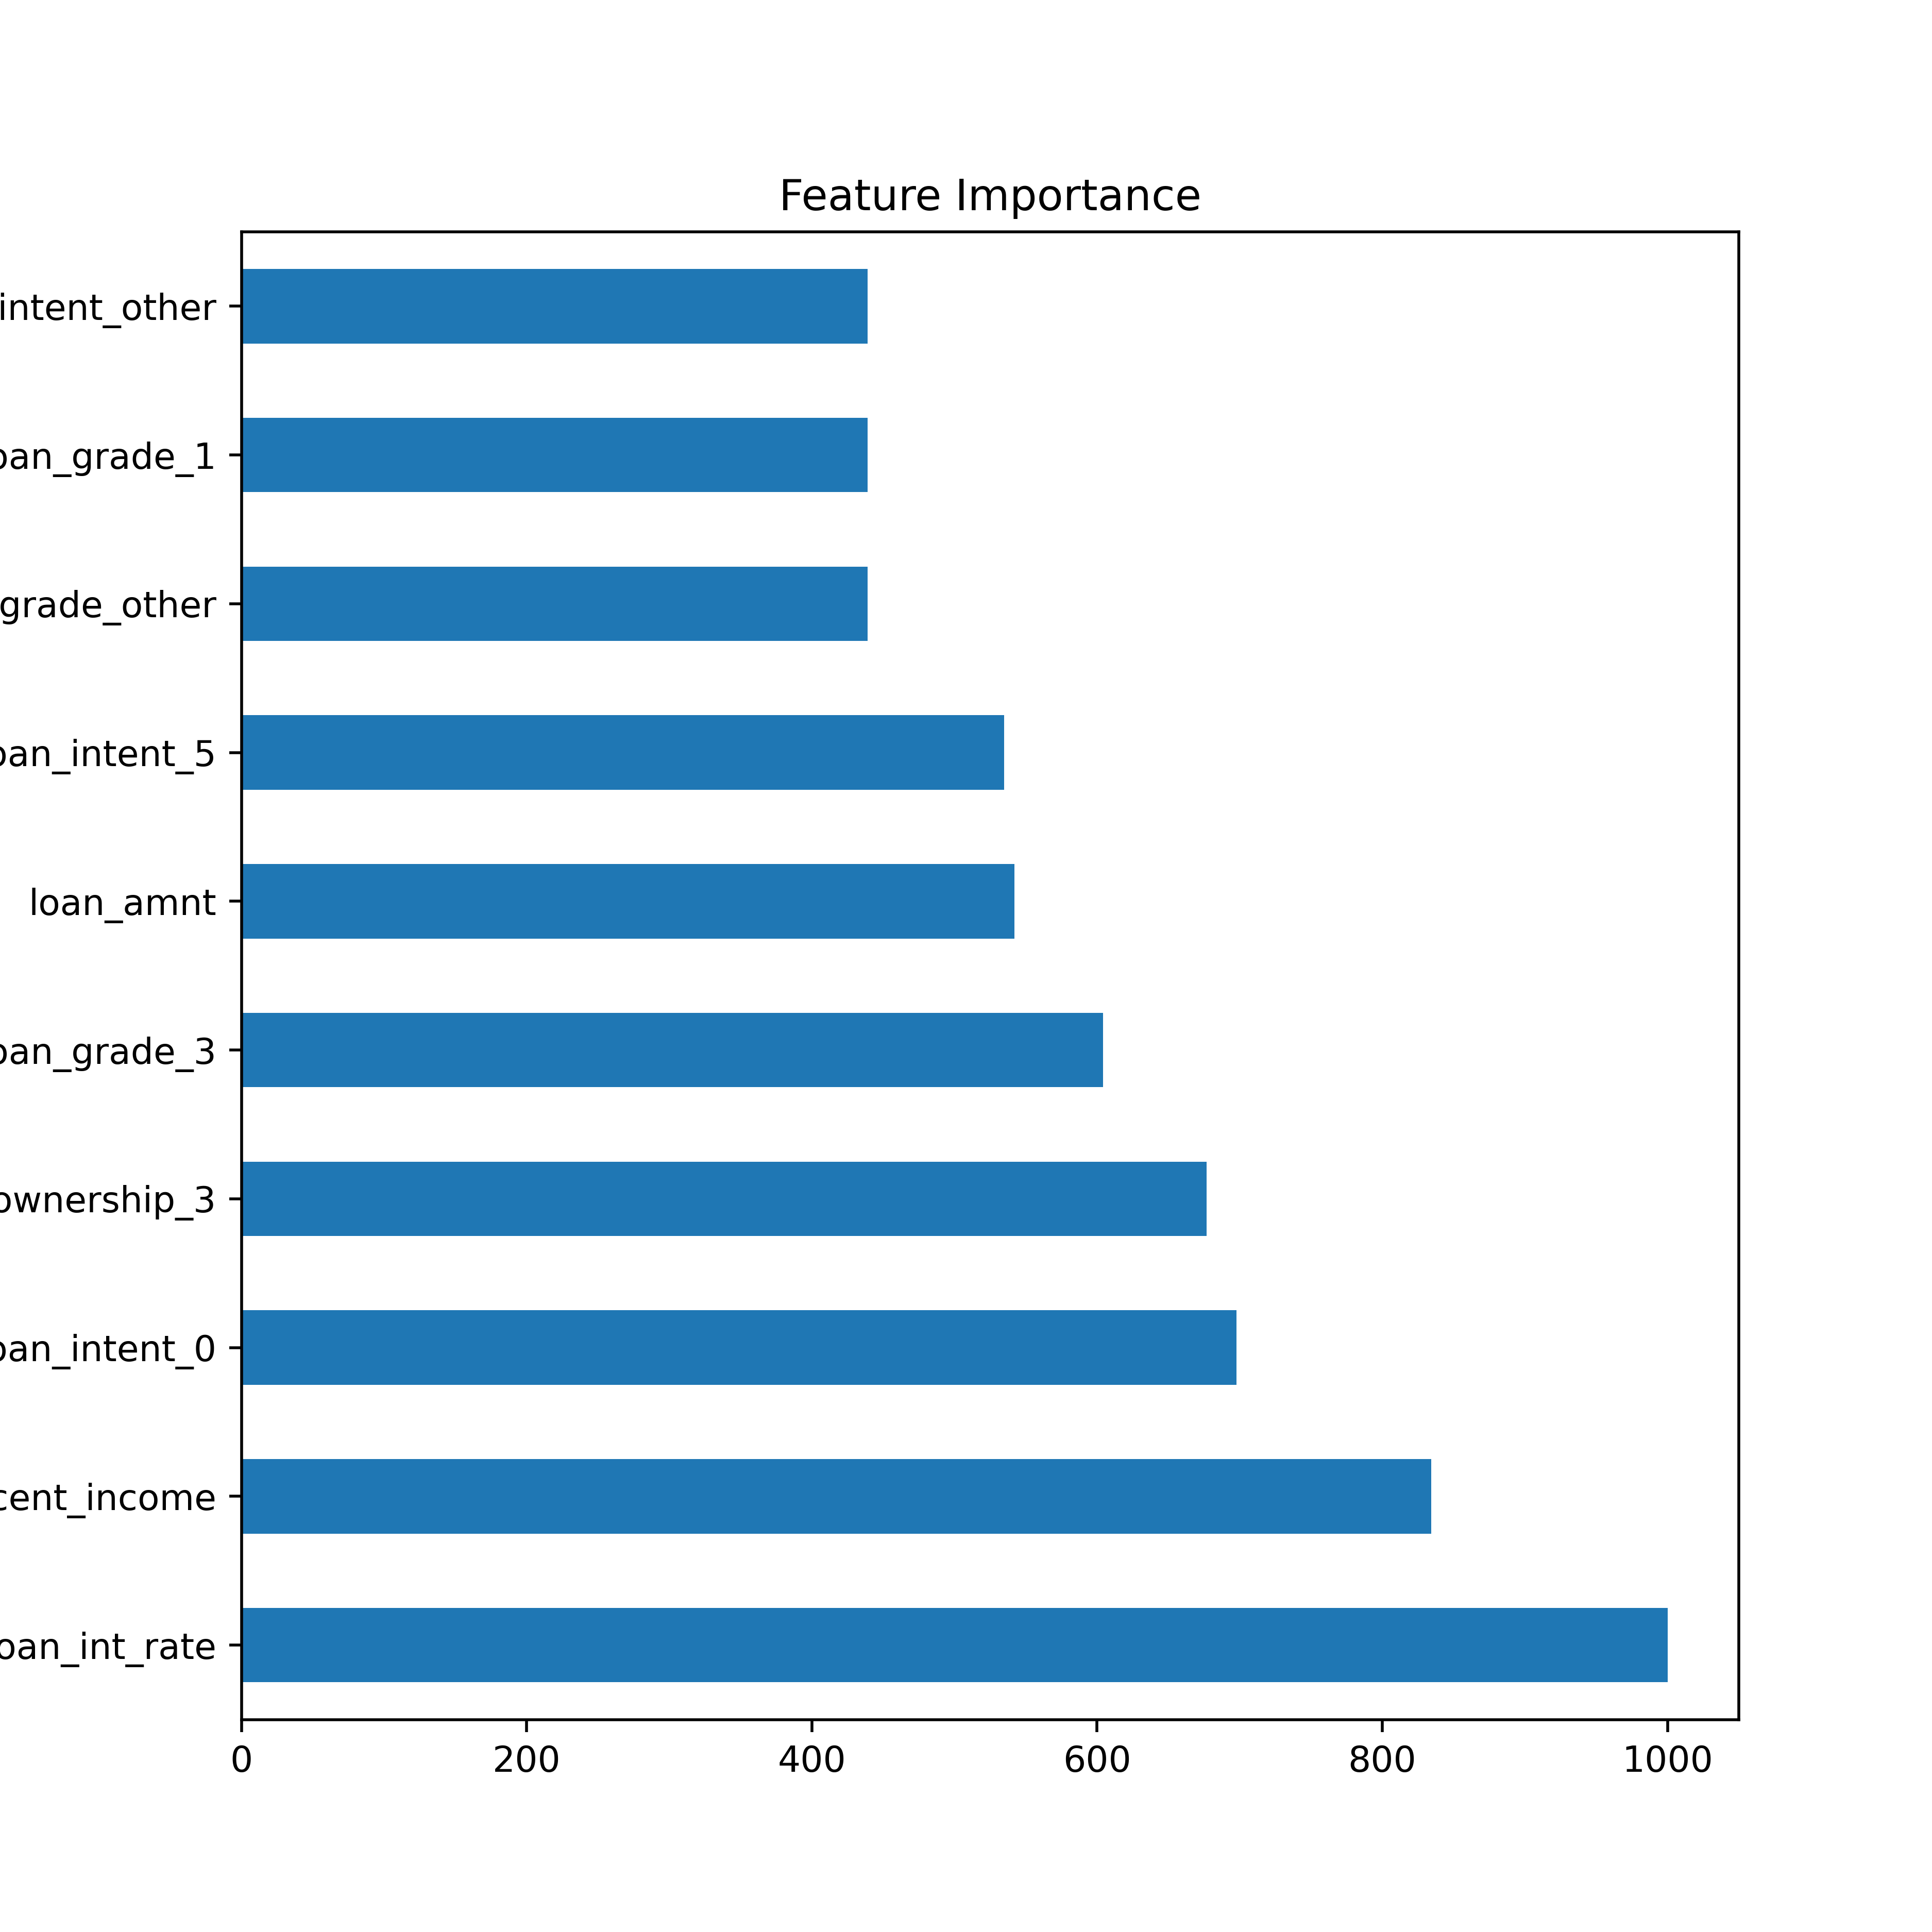 Feature Importance
intent_other
oan_grade_1
grade_other
oan_intent_5
loan_amnt
oan_grade_3
ownership_3
oan_intent_0
cent_income
oan_int_rate
0 200 400 600 800 1000